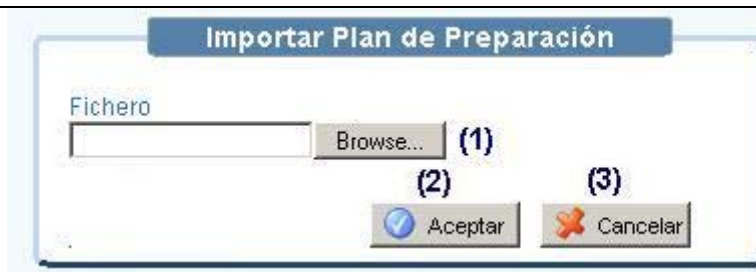 Importar Plan de Preparación
Fichero
Browse... (1)
(2) (3)
Aceptar Cancelar